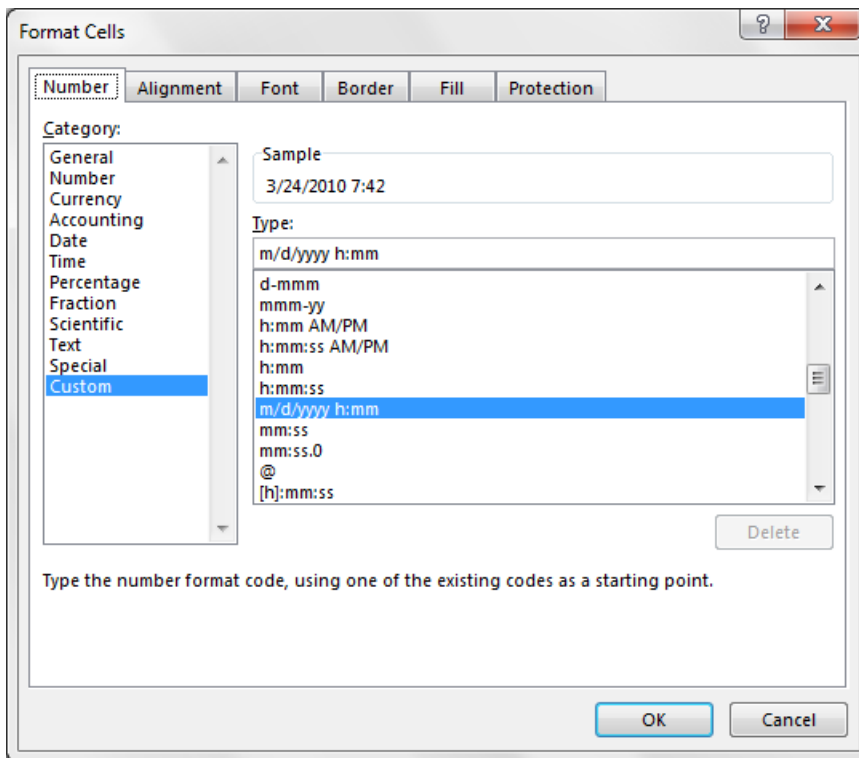 Format Cells
Number Alignment Font Border Fill Protection
Category:
General
Number
Currency
Accounting
Date
Time
Percentage
Fraction
Scientific
Text
Special
Custom
Sample
3/24/2010 7:42
Type:
m/d/yyyy h:mm
d-mmm
mmm-yy
h:mm AM/PM
h:mm:ss AM/PM
h:mm
h:mm:ss
m/d/yyyy h:mm
mm:ss
mm:ss.0
@
[h]:mm:ss
Delete
Type the number format code, using one of the existing codes as a starting point.
OK Cancel